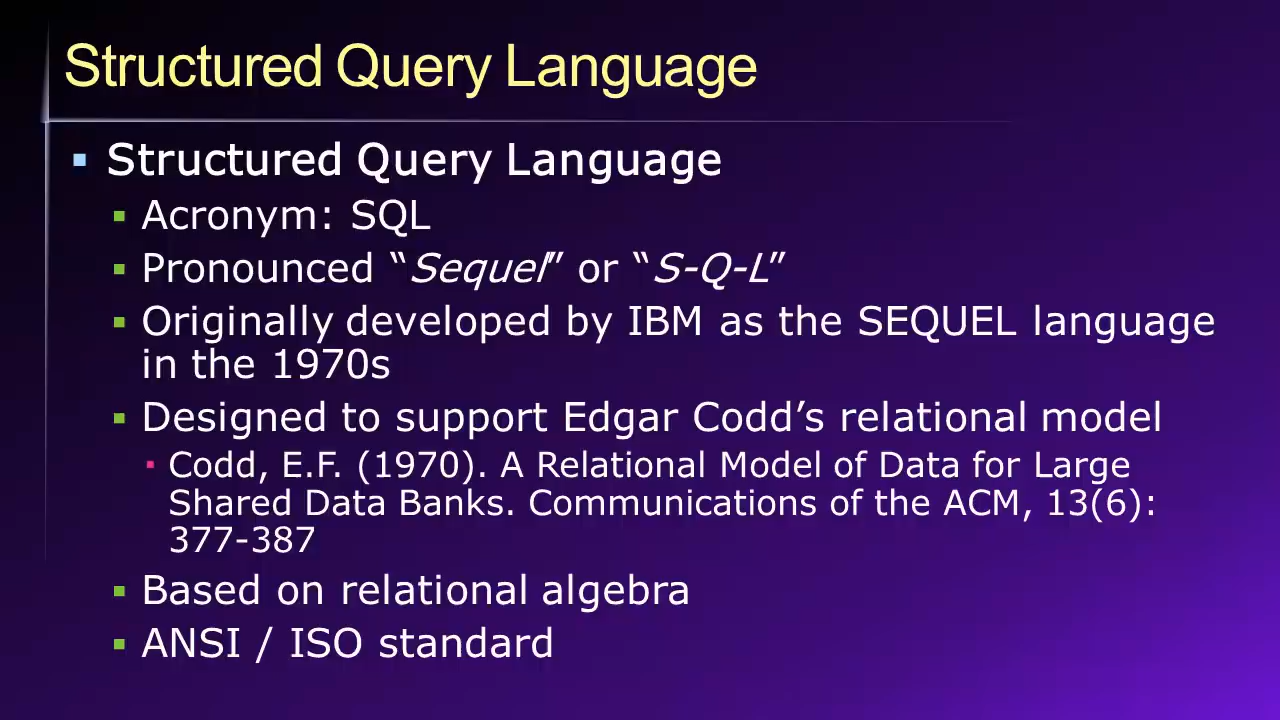 Structured Query Language
Structured Query Language
Acronym: SQL
Pronounced “Sequel” or “S-Q-L”
Originally developed by IBM as the SEQUEL language
in the 1970s
Designed to support Edgar Codd’s relational model
Codd, E.F. (1970). A Relational Model of Data for Large
Shared Data Banks. Communications of the ACM, 13(6):
377-387
Based on relational algebra
ANSI / ISO standard